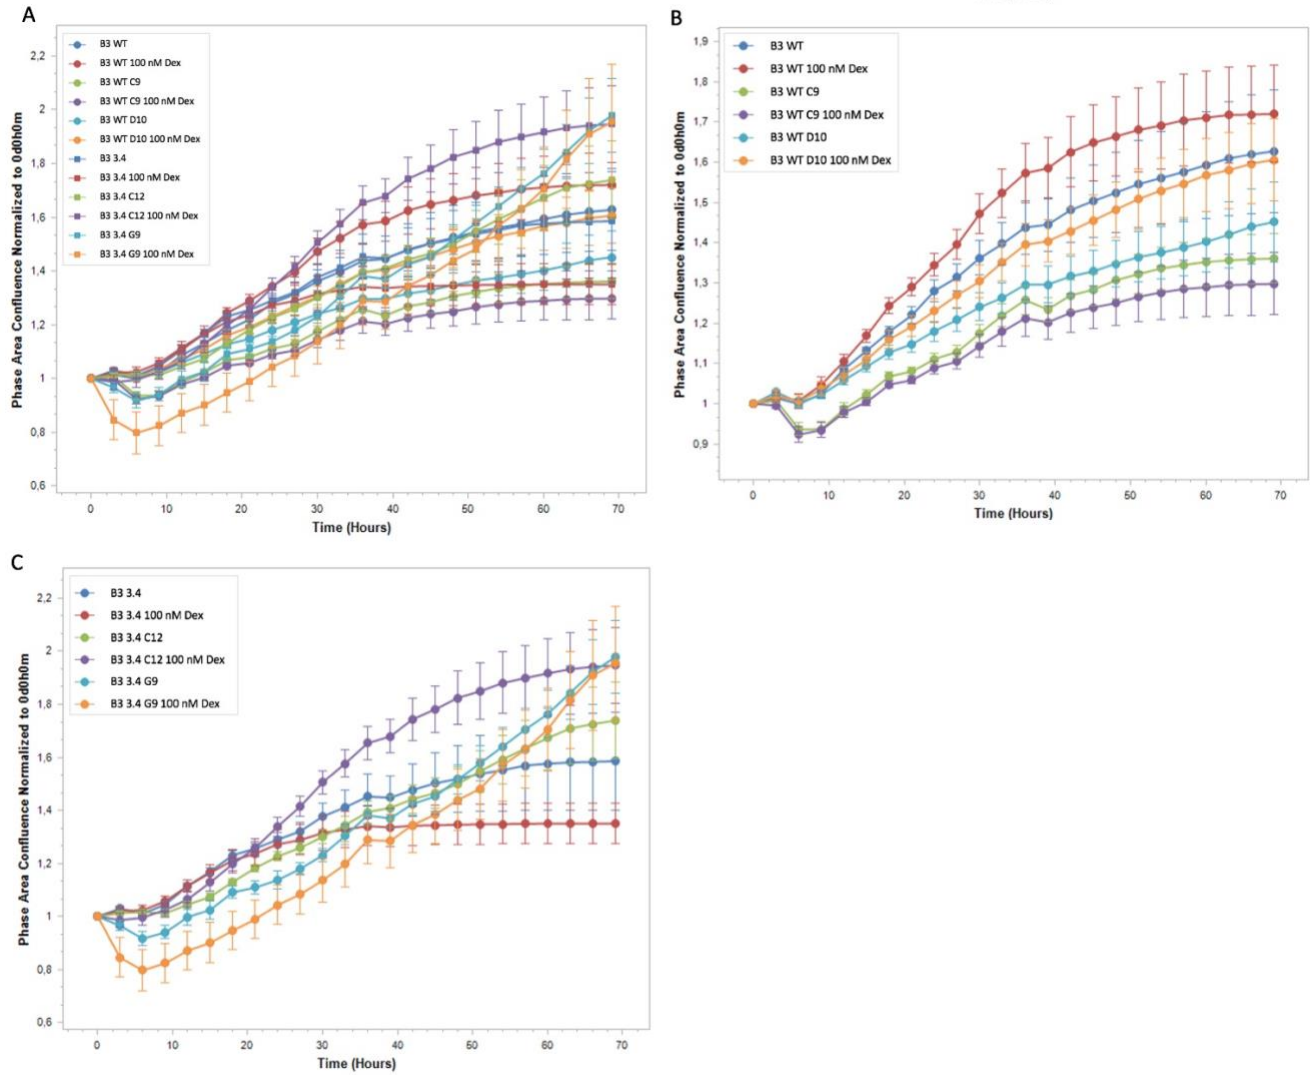 A
B3 WT
B3 WT 100 nM Dex
B3 WT C9
B3 WT C9 100 nM Dex
B3 WT D10
B3 WT D10 100 nM Dex
B3 3.4
B3 3.4 100 nM Dex
B3 3.4 C12
B3 3.4 C12 100 nM Dex
B3 3.4 G9
B3 3.4 G9 100 nM Dex
Phase Area Confluence Normalized to 0d0h0m
2,2
2
1,8
1,6
1,4
1,2
1
0,8
0,6
0 10 20 30 40 50 60 70
Time (Hours)
B
B3 WT
B3 WT 100 nM Dex
B3 WT C9
B3 WT C9 100 nM Dex
B3 WT D10
B3 WT D10 100 nM Dex
Phase Area Confluence Normalized to 0d0h0m
1,9
1,8
1,7
1,6
1,5
1,4
1,3
1,2
1,1
1
0,9
0 10 20 30 40 50 60 70
Time (Hours)
C
B3 3.4
B3 3.4 100 nM Dex
B3 3.4 C12
B3 3.4 C12 100 nM Dex
B3 3.4 G9
B3 3.4 G9 100 nM Dex
Phase Area Confluence Normalized to 0d0h0m
2,2
2
1,8
1,6
1,4
1,2
1
0,8
0,6
0 10 20 30 40 50 60 70
Time (Hours)